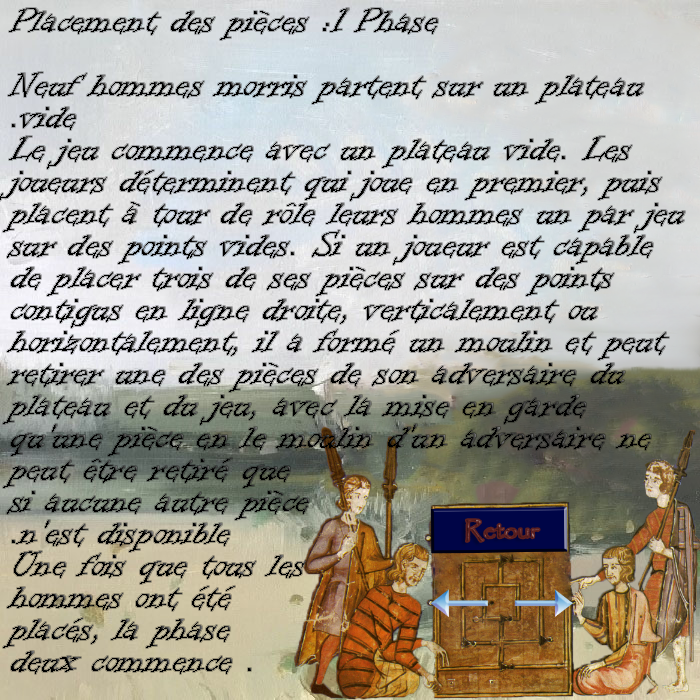 Placement des pièces :1 Phase
Neuf hommes morris partent sur un plateau
.vide
Le jeu commence avec un plateau vide. Les
joueurs déterminent qui joue en premier, puis
placent à tour de rôle leurs hommes un par jeu
sur des points vides. Si un joueur est capable
de placer trois de ses pièces sur des points
contigus en ligne droite, verticalement ou
horizontalement, il a formé un moulin et peut
retirer une des pièces de son adversaire du
plateau et du jeu, avec la mise en garde
qu'une pièce en le moulin d'un adversaire ne
peut être retiré que
si aucune autre pièce
.n'est disponible
Une fois que tous les
hommes ont été
placés, la phase
deux commence .
Retour